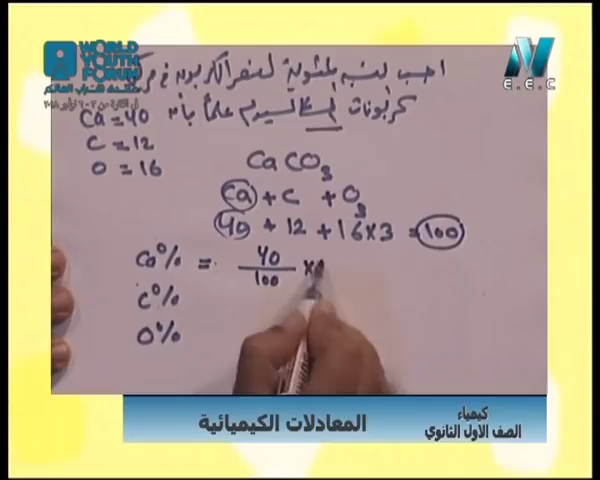 WORLD
YOUTH
FORUM
منتدى شباب العالم
E.E.C
احسب النسبة المئوية لعنصر الكربون في
كربونات الكالسيوم علماً بأن
Ca = 40
C = 12
O = 16
CaCO3
Ca + C + O3
40 + 12 + 16×3 = 100
Ca% = 40/100 ×
C%
O%
المعادلات الكيميائية
كيمياء
الصف الاول الثانوي